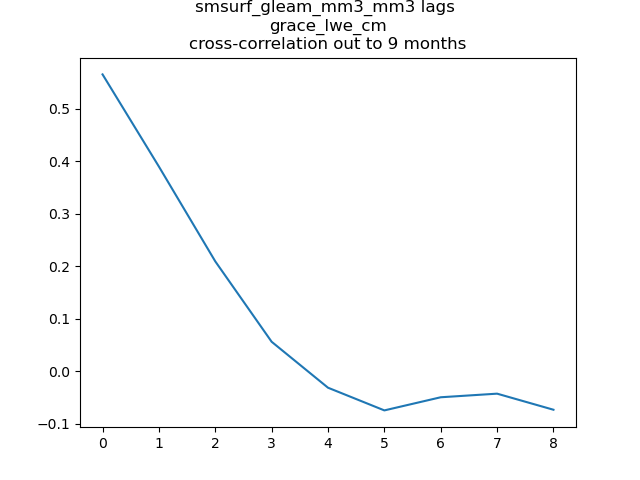 smsurf_gleam_mm3_mm3 lags
grace_lwe_cm
cross-correlation out to 9 months
0.5
0.4
0.3
0.2
0.1
0.0
−0.1
0 1 2 3 4 5 6 7 8